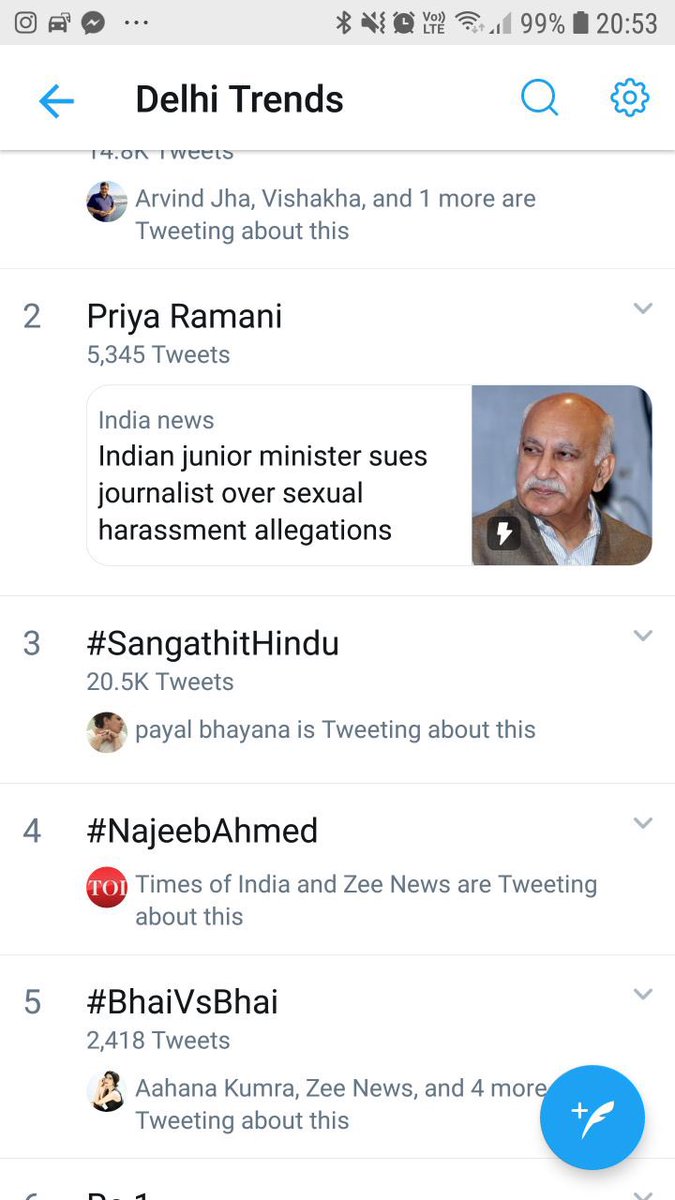 99% 20:53
Vo)) LTE
Delhi Trends
14.8K Tweets
Arvind Jha, Vishakha, and 1 more are
Tweeting about this
2 Priya Ramani
5,345 Tweets
India news
Indian junior minister sues
journalist over sexual
harassment allegations
3 #SangathitHindu
20.5K Tweets
payal bhayana is Tweeting about this
4 #NajeebAhmed
TOI
Times of India and Zee News are Tweeting
about this
5 #BhaiVsBhai
2,418 Tweets
Aahana Kumra, Zee News, and 4 more
Tweeting about this